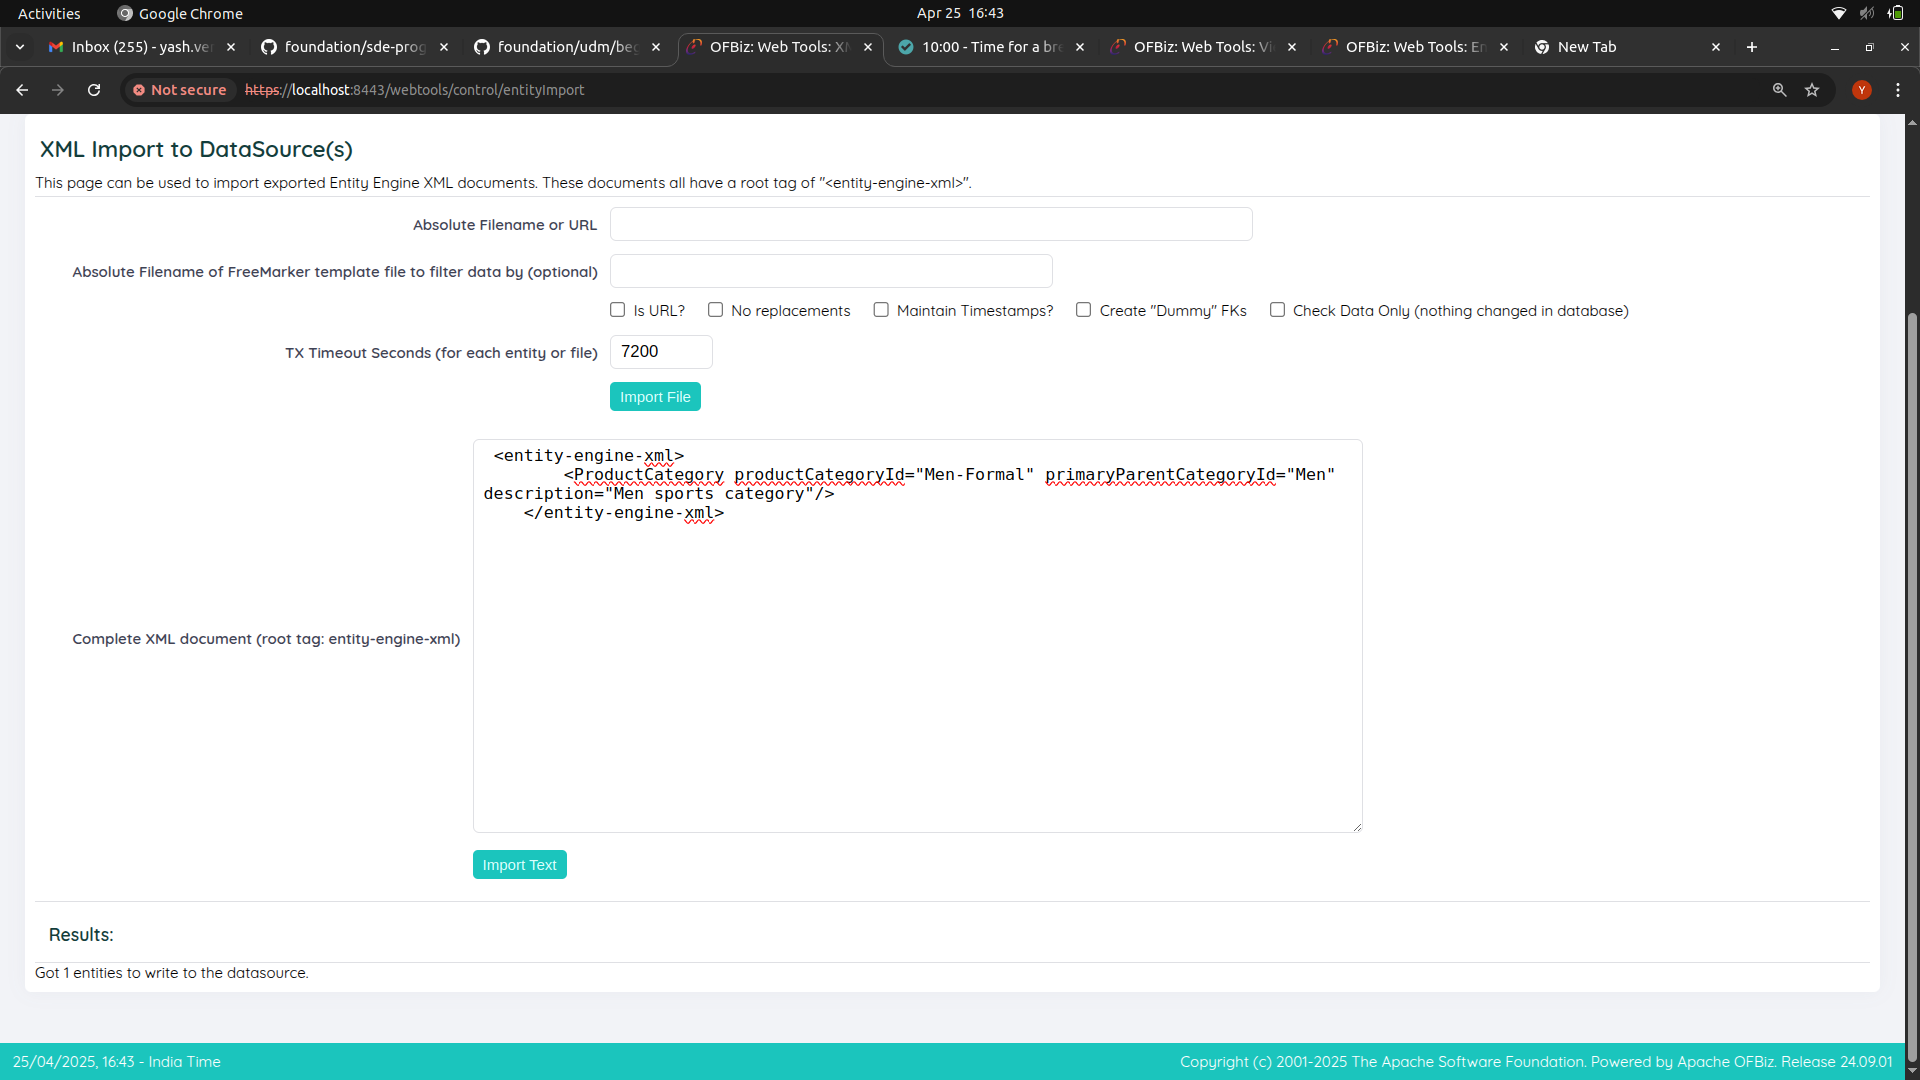 Activities
Google Chrome
Apr 25 16:43
Inbox (255) - yash.ver
foundation/sde-prog
foundation/udm/beg
OFBiz: Web Tools: XM
10:00 - Time for a bre
OFBiz: Web Tools: Vi
OFBiz: Web Tools: En
New Tab
Not secure
https://localhost:8443/webtools/control/entityImport
Y
XML Import to DataSource(s)
This page can be used to import exported Entity Engine XML documents. These documents all have a root tag of "<entity-engine-xml>".
Absolute Filename or URL
Absolute Filename of FreeMarker template file to filter data by (optional)
Is URL? No replacements Maintain Timestamps? Create "Dummy" FKs Check Data Only (nothing changed in database)
TX Timeout Seconds (for each entity or file) 7200
Import File
<entity-engine-xml>
<ProductCategory productCategoryId="Men-Formal" primaryParentCategoryId="Men"
description="Men sports category"/>
</entity-engine-xml>
Complete XML document (root tag: entity-engine-xml)
Import Text
Results:
Got 1 entities to write to the datasource.
25/04/2025, 16:43 - India Time
Copyright (c) 2001-2025 The Apache Software Foundation. Powered by Apache OFBiz. Release 24.09.01